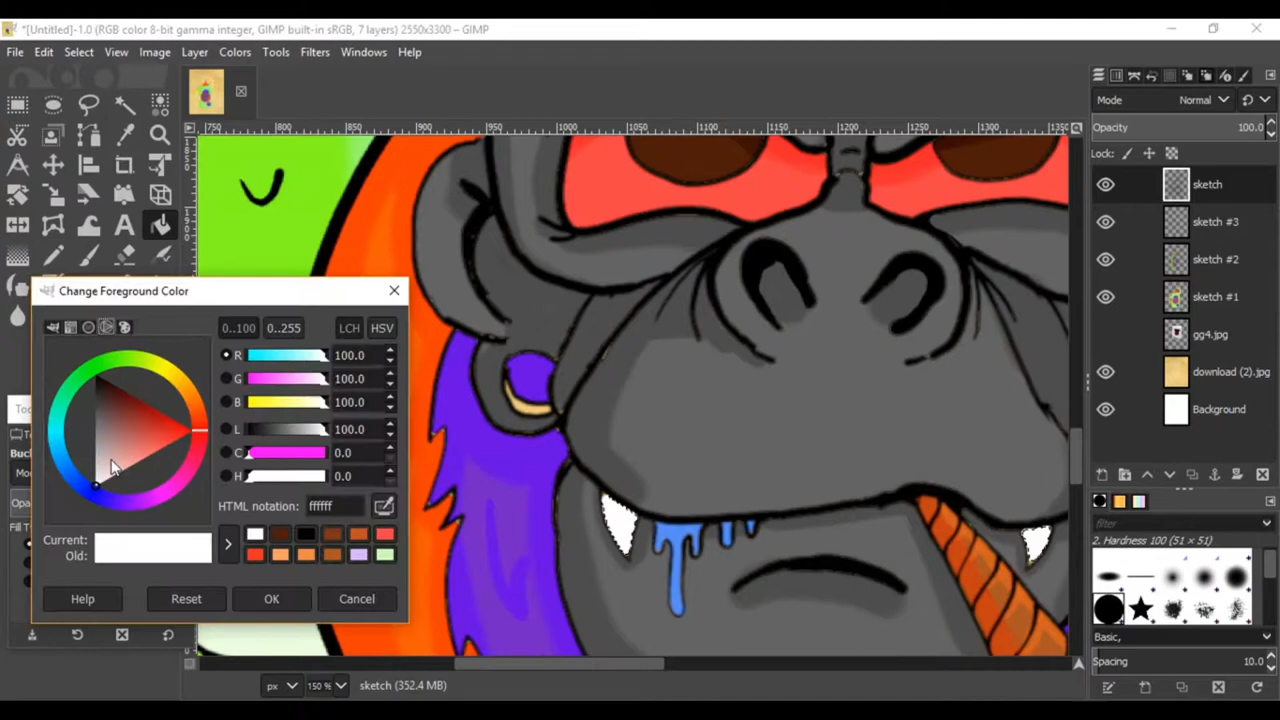 *[Untitled]-1.0 (RGB color 8-bit gamma integer, GIMP built-in sRGB, 7 layers) 2550x3300 – GIMP
File Edit Select View Image Layer Colors Tools Filters Windows Help
Mode Normal
Opacity 100.0
Lock:
750 800 850 900 950 1000 1050 1100 1150 1200 1250 1300 1350
sketch
sketch #3
sketch #2
sketch #1
gg4.jpg
download (2).jpg
Background
Change Foreground Color
0..100 0..255 LCH HSV
R 100.0
G 100.0
B 100.0
L 100.0
C 0.0
H 0.0
HTML notation: ffffff
Current:
Old:
Help Reset OK Cancel
filter
2. Hardness 100 (51 × 51)
Basic,
Spacing 10.0
px 150 % sketch (352.4 MB)